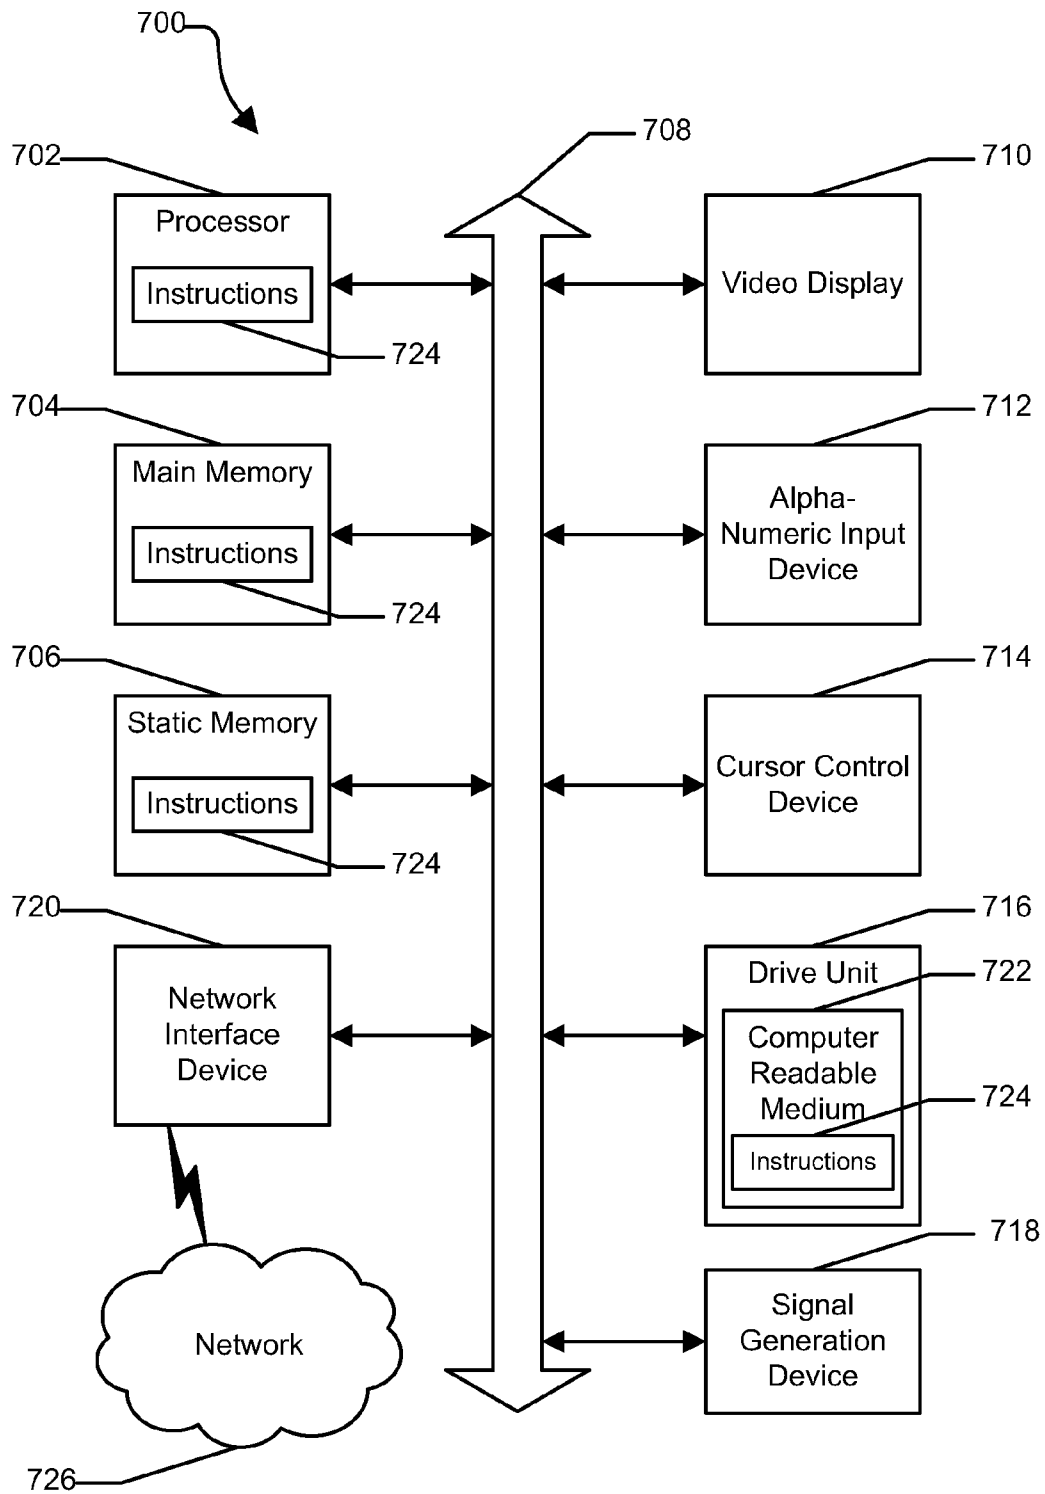 700
708
702
710
Processor
Instructions
724
Video Display
704
712
Main Memory
Instructions
724
Alpha-
Numeric Input
Device
706
714
Static Memory
Instructions
724
Cursor Control
Device
720
716
Network
Interface
Device
Drive Unit
722
Computer
Readable
Medium
724
Instructions
718
Signal
Generation
Device
Network
726